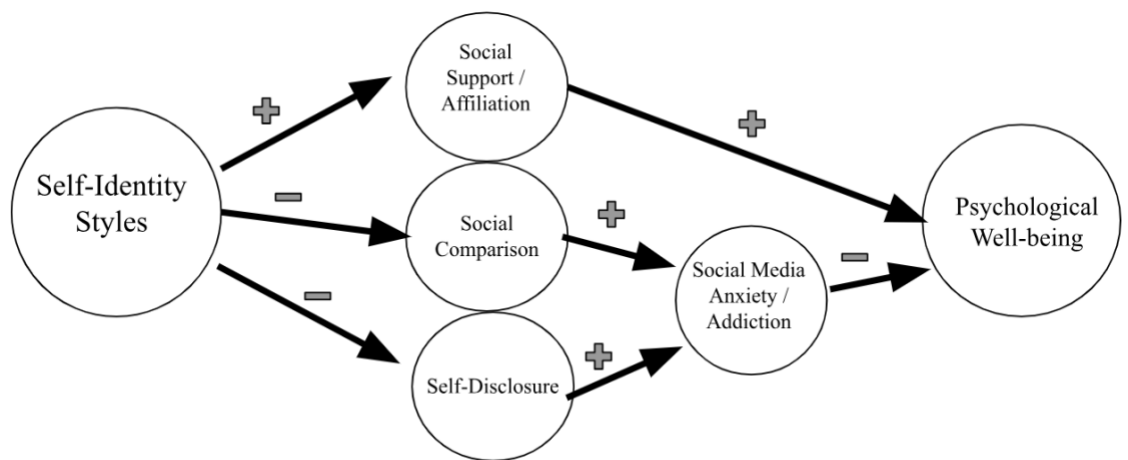 Self-Identity
Styles
+
−
−
Social
Support /
Affiliation
Social
Comparison
Self-Disclosure
+
+
+
Social Media
Anxiety /
Addiction
−
Psychological
Well-being